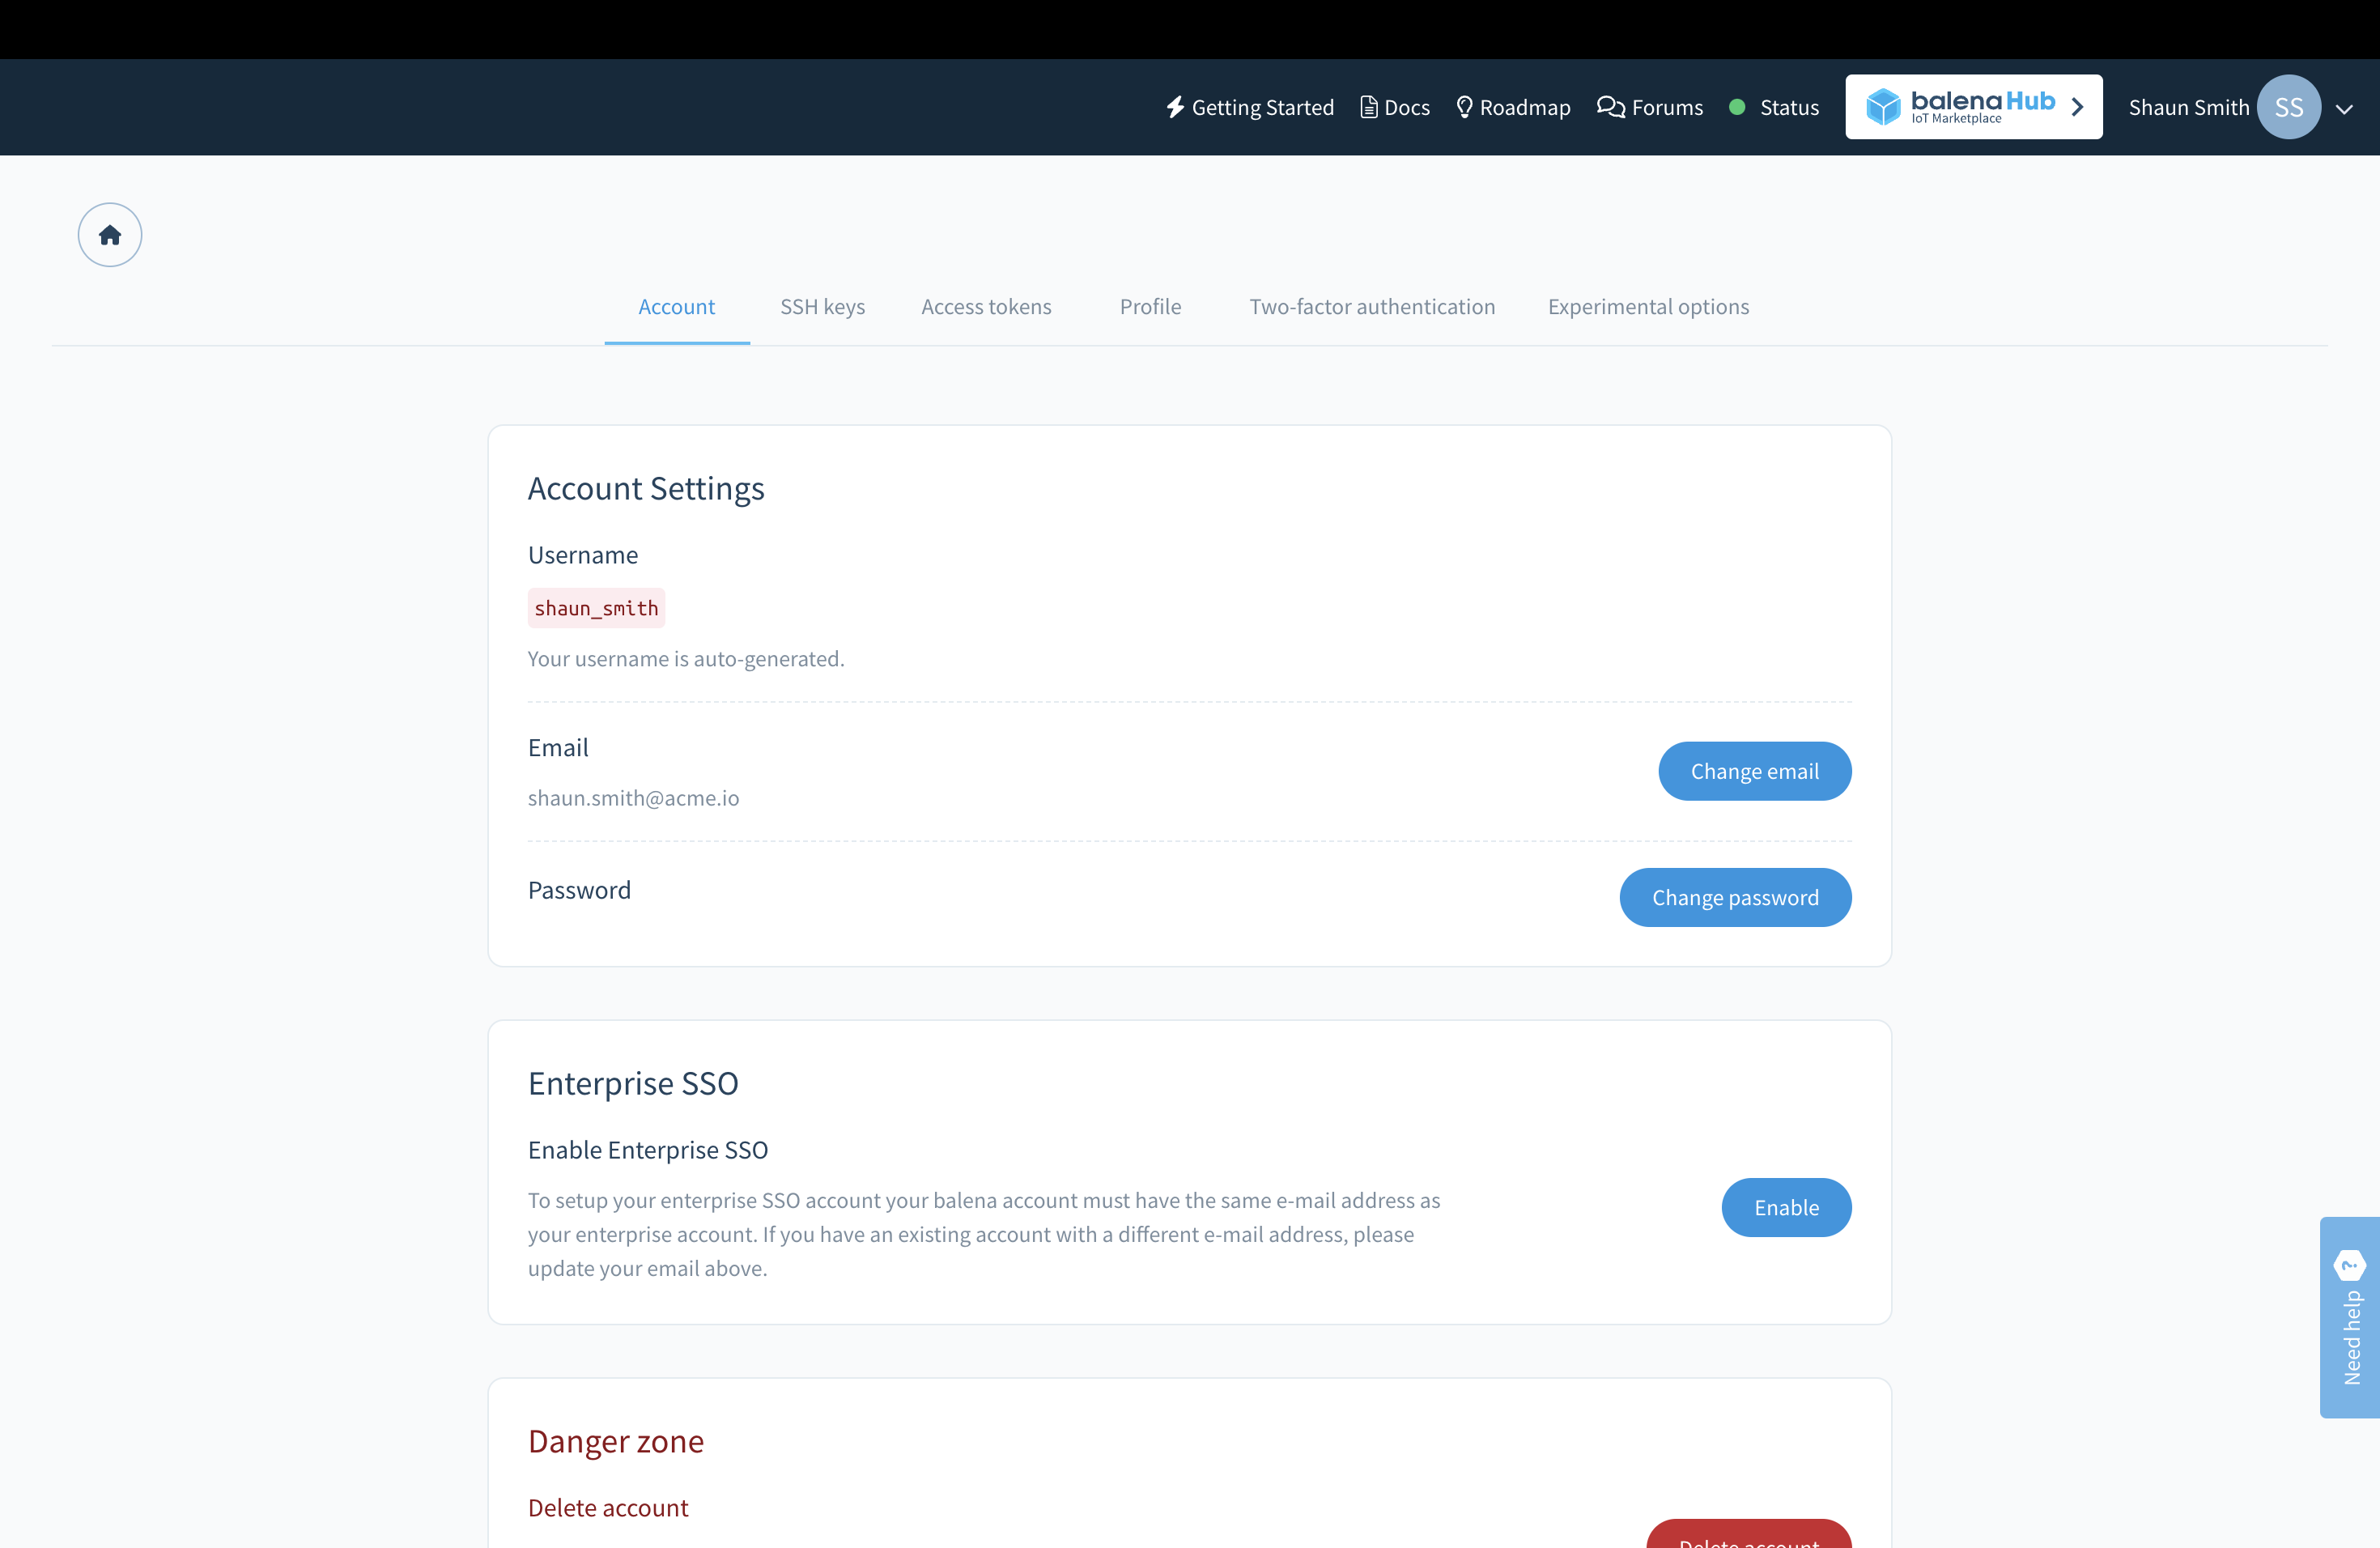 Getting Started
Docs
Roadmap
Forums
Status
balenaHub
IoT Marketplace
Shaun Smith
SS
Account
SSH keys
Access tokens
Profile
Two-factor authentication
Experimental options
Account Settings
Username
shaun_smith
Your username is auto-generated.
Email
shaun.smith@acme.io
Change email
Password
Change password
Enterprise SSO
Enable Enterprise SSO
To setup your enterprise SSO account your balena account must have the same e-mail address as
your enterprise account. If you have an existing account with a different e-mail address, please
update your email above.
Enable
Need help
?
Danger zone
Delete account
Delete account